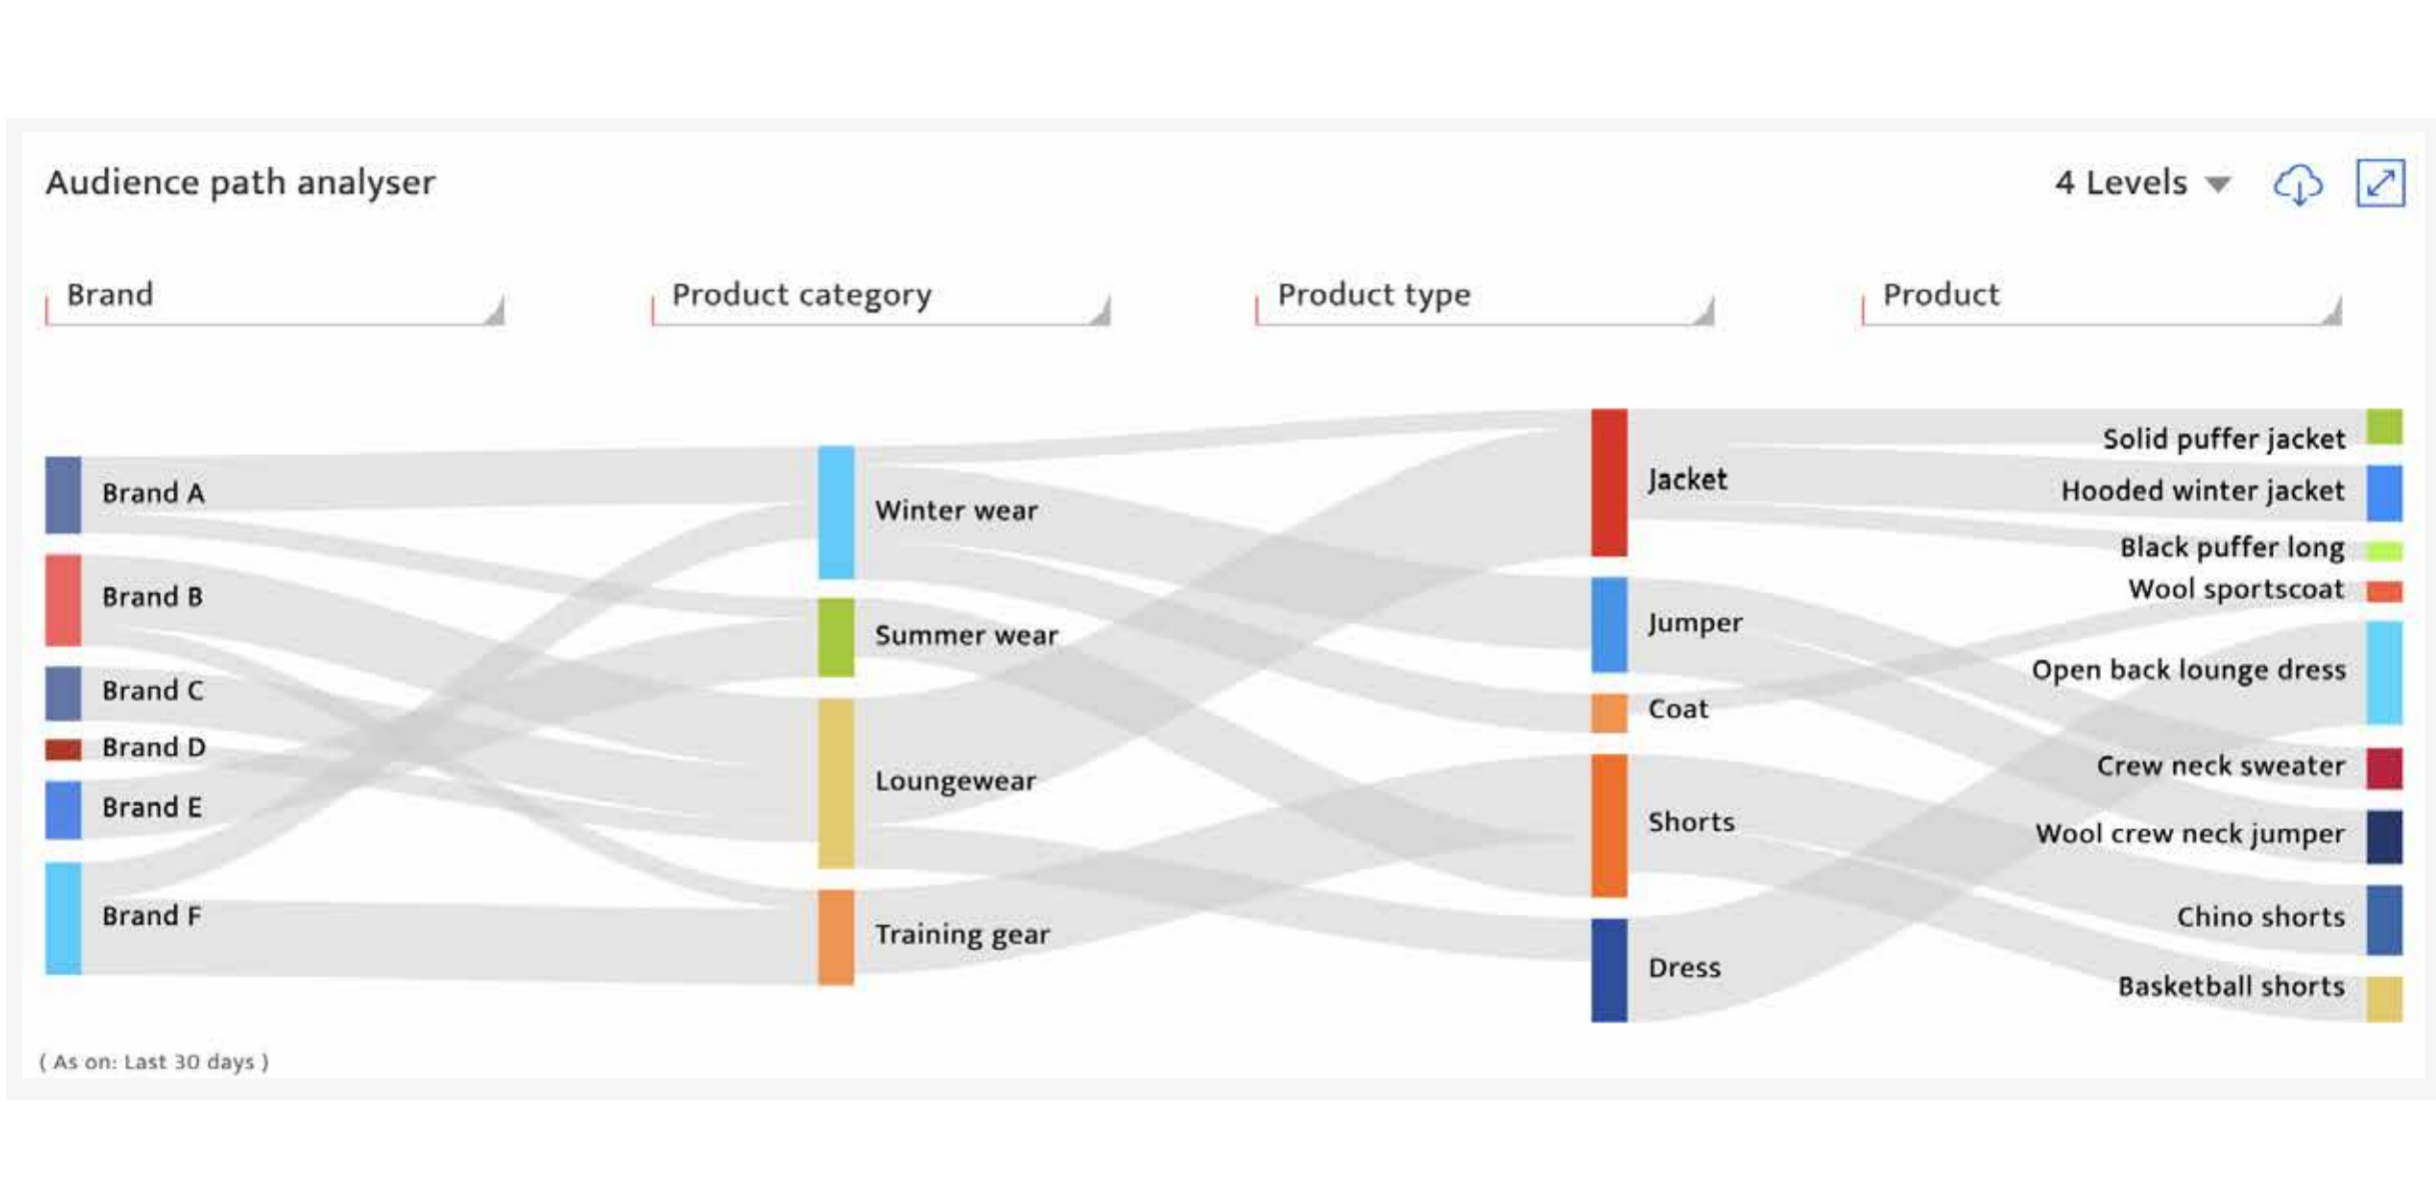 Audience path analyser
4 Levels
Brand
Product category
Product type
Product
Brand A
Brand B
Brand C
Brand D
Brand E
Brand F
Winter wear
Summer wear
Loungewear
Training gear
Jacket
Jumper
Coat
Shorts
Dress
Solid puffer jacket
Hooded winter jacket
Black puffer long
Wool sportscoat
Open back lounge dress
Crew neck sweater
Wool crew neck jumper
Chino shorts
Basketball shorts
( As on: Last 30 days )